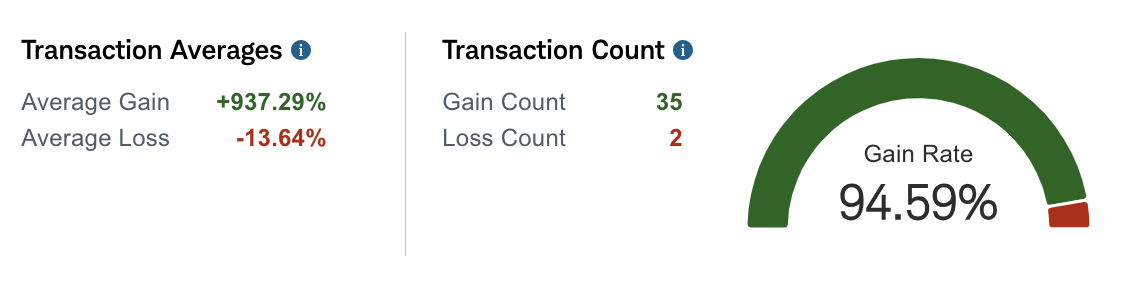 Transaction Averages
Average Gain +937.29%
Average Loss -13.64%
Transaction Count
Gain Count 35
Loss Count 2
Gain Rate
94.59%